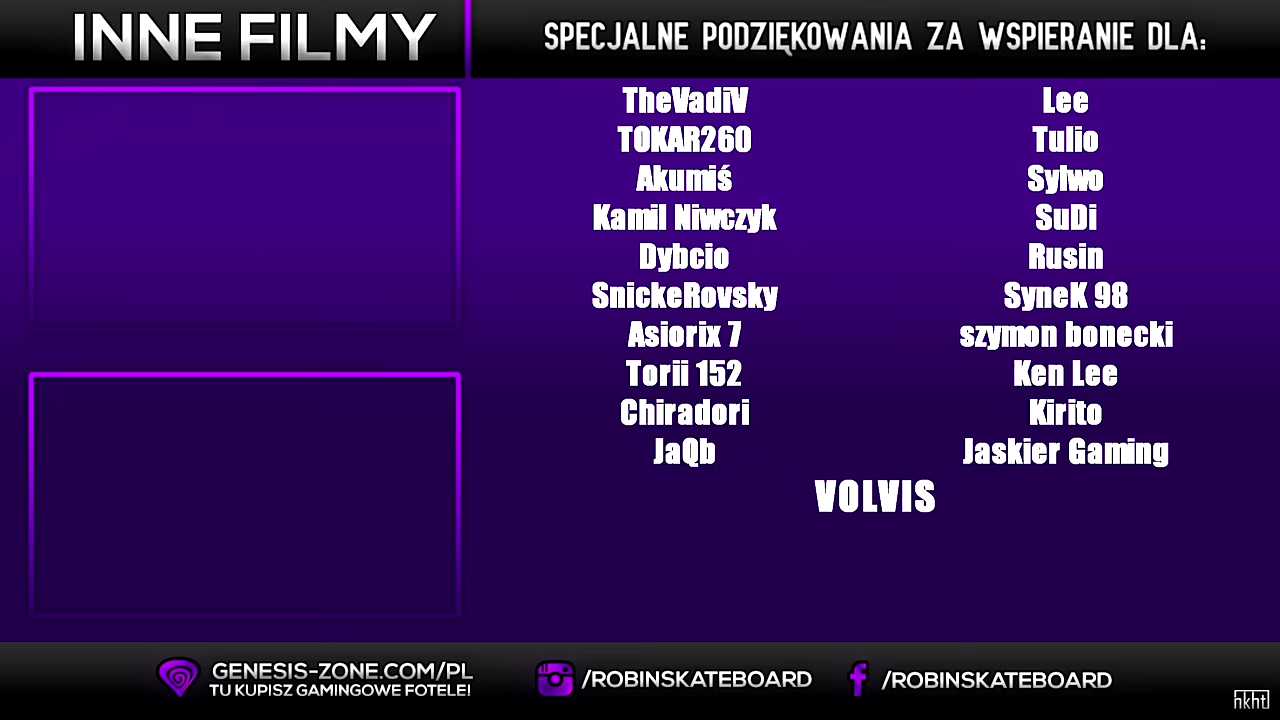 INNE FILMY
SPECJALNE PODZIĘKOWANIA ZA WSPIERANIE DLA:
TheVadiV
TOKAR260
Akumiś
Kamil Niwczyk
Dybcio
SnickeRovsky
Asiorix 7
Torii 152
Chiradori
JaQb
Lee
Tulio
Sylwo
SuDi
Rusin
SyneK 98
szymon bonecki
Ken Lee
Kirito
Jaskier Gaming
VOLVIS
GENESIS-ZONE.COM/PL
TU KUPISZ GAMINGOWE FOTELE!
/ROBINSKATEBOARD
/ROBINSKATEBOARD